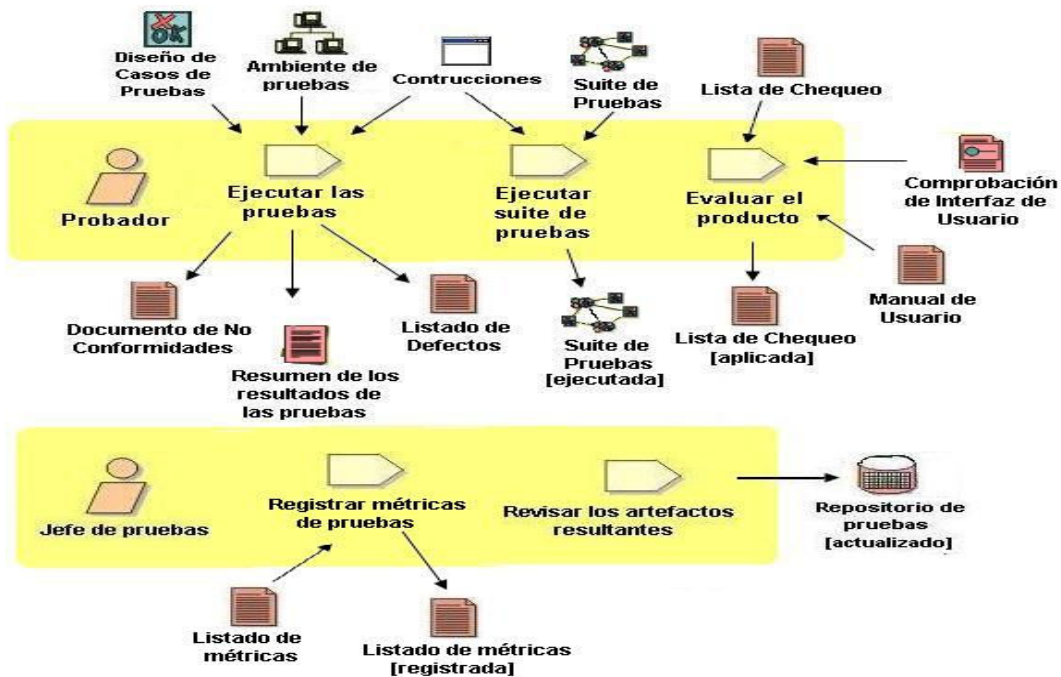 Diseño de
Casos de
Pruebas
Ambiente de
pruebas
Contrucciones
Suite de
Pruebas
Lista de Chequeo
Probador
Ejecutar las
pruebas
Ejecutar
suite de
pruebas
Evaluar el
producto
Comprobación
de Interfaz de
Usuario
Manual de
Usuario
Documento de No
Conformidades
Resumen de los
resultados de
las pruebas
Listado de
Defectos
Suite de
Pruebas
[ejecutada]
Lista de Chequeo
[aplicada]
Jefe de pruebas
Registrar métricas
de pruebas
Revisar los artefactos
resultantes
Repositorio de
pruebas
[actualizado]
Listado de
métricas
Listado de métricas
[registrada]